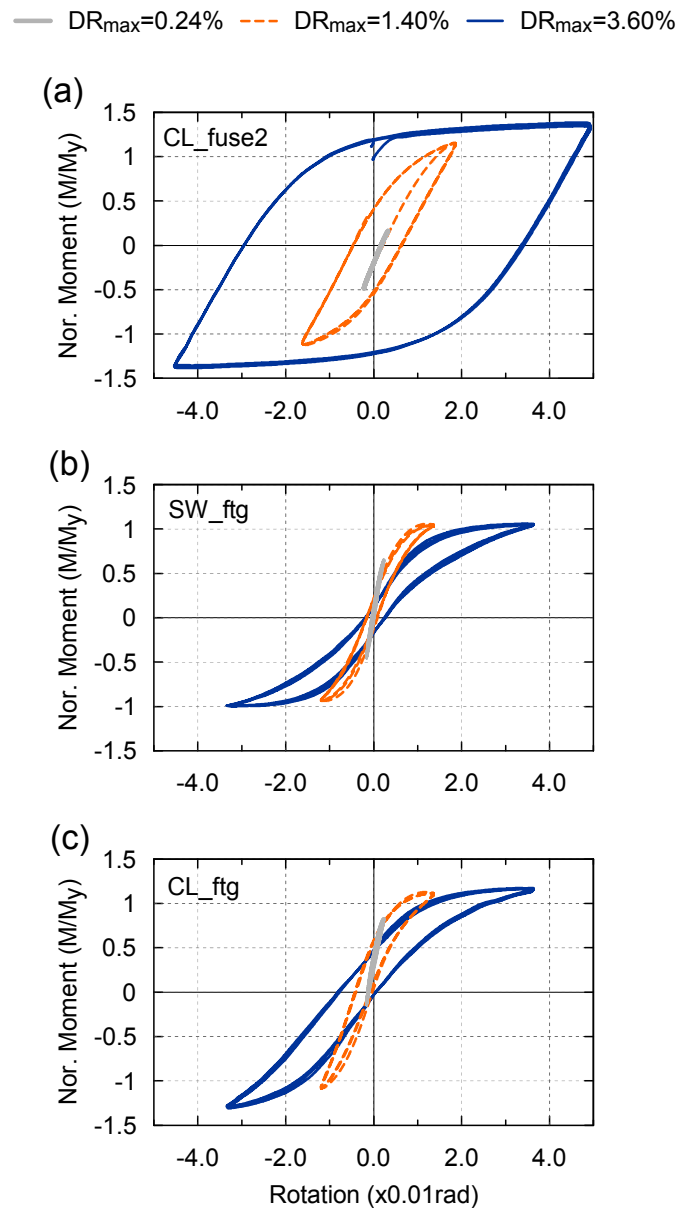 DRmax=0.24% DRmax=1.40% DRmax=3.60%
(a)
CL_fuse2
Nor. Moment (M/My)
1.5
1
0.5
0
-0.5
-1
-1.5
-4.0 -2.0 0.0 2.0 4.0
(b)
SW_ftg
Nor. Moment (M/My)
1.5
1
0.5
0
-0.5
-1
-1.5
-4.0 -2.0 0.0 2.0 4.0
(c)
CL_ftg
Nor. Moment (M/My)
1.5
1
0.5
0
-0.5
-1
-1.5
-4.0 -2.0 0.0 2.0 4.0
Rotation (x0.01rad)